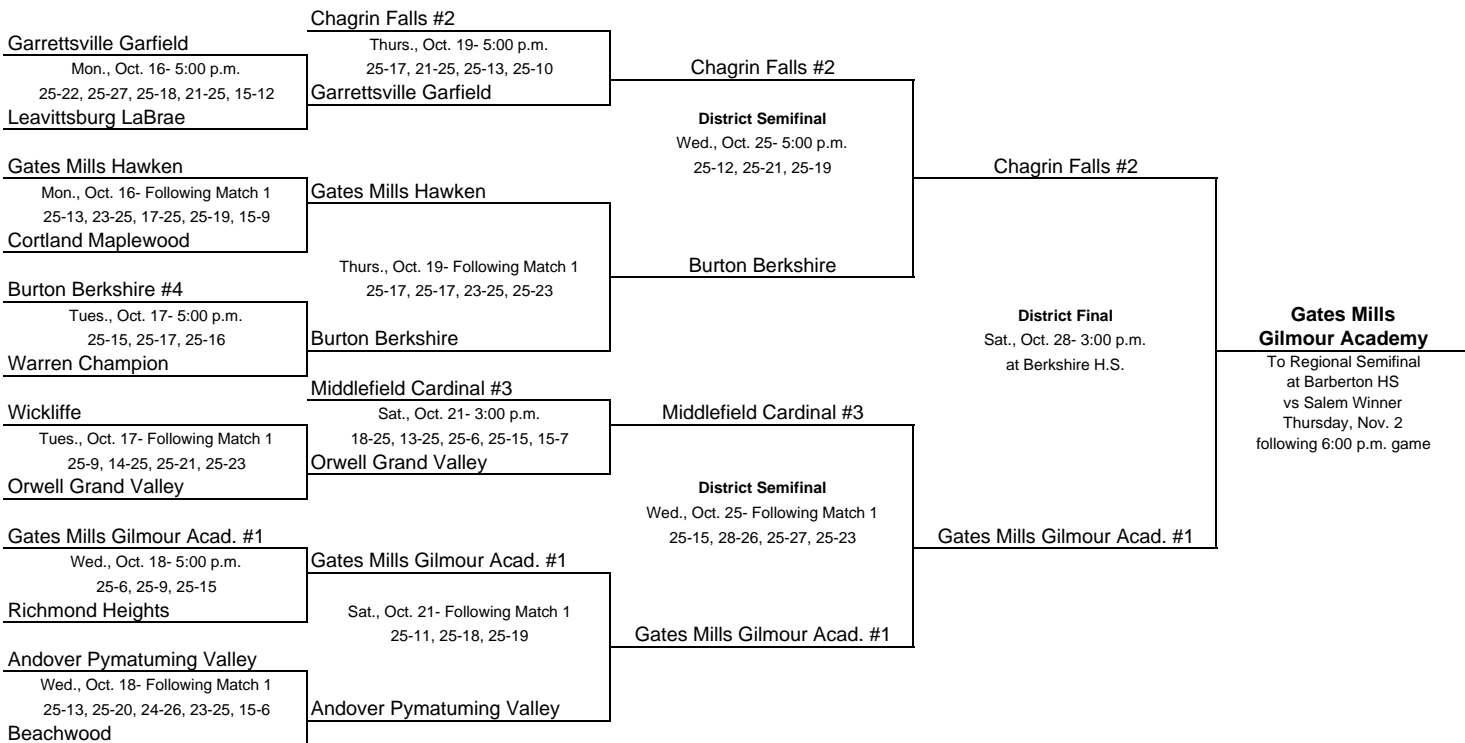 Chagrin Falls #2
Garrettsville Garfield
Thurs., Oct. 19- 5:00 p.m.
Mon., Oct. 16- 5:00 p.m.
25-17, 21-25, 25-13, 25-10
Chagrin Falls #2
25-22, 25-27, 25-18, 21-25, 15-12
Garrettsville Garfield
Leavittsburg LaBrae
District Semifinal
Wed., Oct. 25- 5:00 p.m.
Gates Mills Hawken
25-12, 25-21, 25-19
Chagrin Falls #2
Mon., Oct. 16- Following Match 1
Gates Mills Hawken
25-13, 23-25, 17-25, 25-19, 15-9
Cortland Maplewood
Thurs., Oct. 19- Following Match 1
Burton Berkshire
Burton Berkshire #4
25-17, 25-17, 23-25, 25-23
Tues., Oct. 17- 5:00 p.m.
District Final
Gates Mills
25-15, 25-17, 25-16
Burton Berkshire
Sat., Oct. 28- 3:00 p.m.
Gilmour Academy
Warren Champion
at Berkshire H.S.
To Regional Semifinal
Middlefield Cardinal #3
at Barberton HS
Wickliffe
Sat., Oct. 21- 3:00 p.m.
Middlefield Cardinal #3
vs Salem Winner
Tues., Oct. 17- Following Match 1
18-25, 13-25, 25-6, 25-15, 15-7
Thursday, Nov. 2
25-9, 14-25, 25-21, 25-23
Orwell Grand Valley
following 6:00 p.m. game
Orwell Grand Valley
District Semifinal
Wed., Oct. 25- Following Match 1
Gates Mills Gilmour Acad. #1
25-15, 28-26, 25-27, 25-23
Gates Mills Gilmour Acad. #1
Wed., Oct. 18- 5:00 p.m.
Gates Mills Gilmour Acad. #1
25-6, 25-9, 25-15
Richmond Heights
Sat., Oct. 21- Following Match 1
25-11, 25-18, 25-19
Gates Mills Gilmour Acad. #1
Andover Pymatuming Valley
Wed., Oct. 18- Following Match 1
25-13, 25-20, 24-26, 23-25, 15-6
Andover Pymatuming Valley
Beachwood